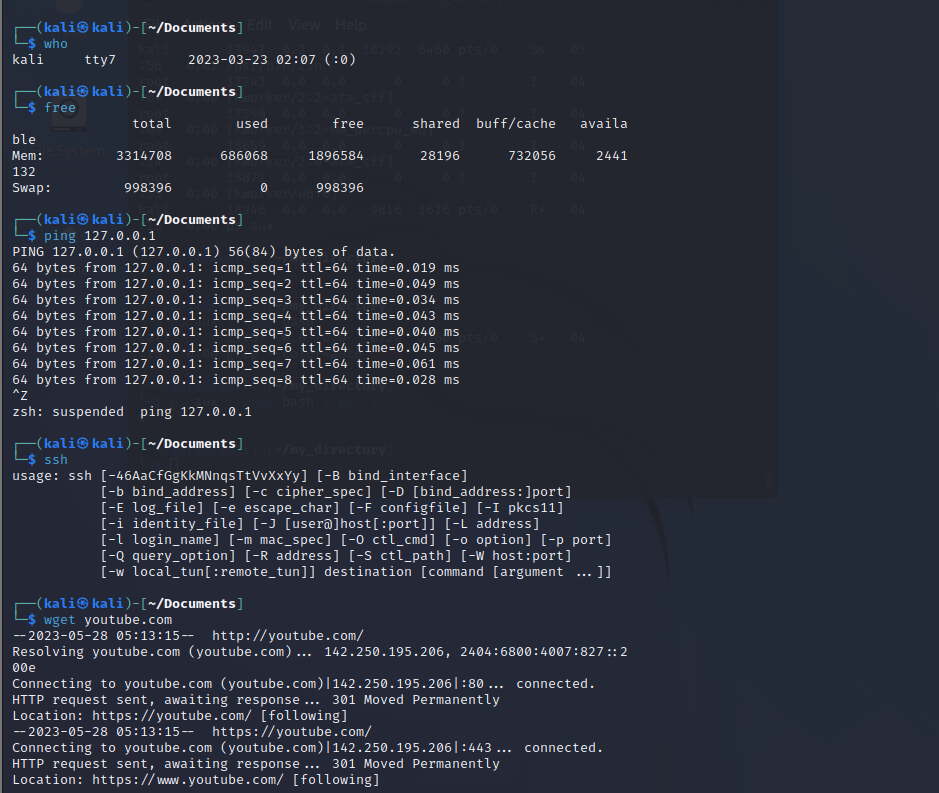 ┌──(kali㉿kali)-[~/Documents]
└─$ who
kali     tty7         2023-03-23 02:07 (:0)
┌──(kali㉿kali)-[~/Documents]
└─$ free
               total        used        free      shared  buff/cache   availa
ble
Mem:         3314708      686068     1896584       28196      732056     2441
132
Swap:         998396           0      998396
┌──(kali㉿kali)-[~/Documents]
└─$ ping 127.0.0.1
PING 127.0.0.1 (127.0.0.1) 56(84) bytes of data.
64 bytes from 127.0.0.1: icmp_seq=1 ttl=64 time=0.019 ms
64 bytes from 127.0.0.1: icmp_seq=2 ttl=64 time=0.049 ms
64 bytes from 127.0.0.1: icmp_seq=3 ttl=64 time=0.034 ms
64 bytes from 127.0.0.1: icmp_seq=4 ttl=64 time=0.043 ms
64 bytes from 127.0.0.1: icmp_seq=5 ttl=64 time=0.040 ms
64 bytes from 127.0.0.1: icmp_seq=6 ttl=64 time=0.045 ms
64 bytes from 127.0.0.1: icmp_seq=7 ttl=64 time=0.061 ms
64 bytes from 127.0.0.1: icmp_seq=8 ttl=64 time=0.028 ms
^Z
zsh: suspended  ping 127.0.0.1
┌──(kali㉿kali)-[~/Documents]
└─$ ssh
usage: ssh [-46AaCfGgKkMNnqsTtVvXxYy] [-B bind_interface]
           [-b bind_address] [-c cipher_spec] [-D [bind_address:]port]
           [-E log_file] [-e escape_char] [-F configfile] [-I pkcs11]
           [-i identity_file] [-J [user@]host[:port]] [-L address]
           [-l login_name] [-m mac_spec] [-O ctl_cmd] [-o option] [-p port]
           [-Q query_option] [-R address] [-S ctl_path] [-W host:port]
           [-w local_tun[:remote_tun]] destination [command [argument ...]]
┌──(kali㉿kali)-[~/Documents]
└─$ wget youtube.com
--2023-05-28 05:13:15--  http://youtube.com/
Resolving youtube.com (youtube.com)... 142.250.195.206, 2404:6800:4007:827::2
00e
Connecting to youtube.com (youtube.com)|142.250.195.206|:80... connected.
HTTP request sent, awaiting response... 301 Moved Permanently
Location: https://youtube.com/ [following]
--2023-05-28 05:13:15--  https://youtube.com/
Connecting to youtube.com (youtube.com)|142.250.195.206|:443... connected.
HTTP request sent, awaiting response... 301 Moved Permanently
Location: https://www.youtube.com/ [following]